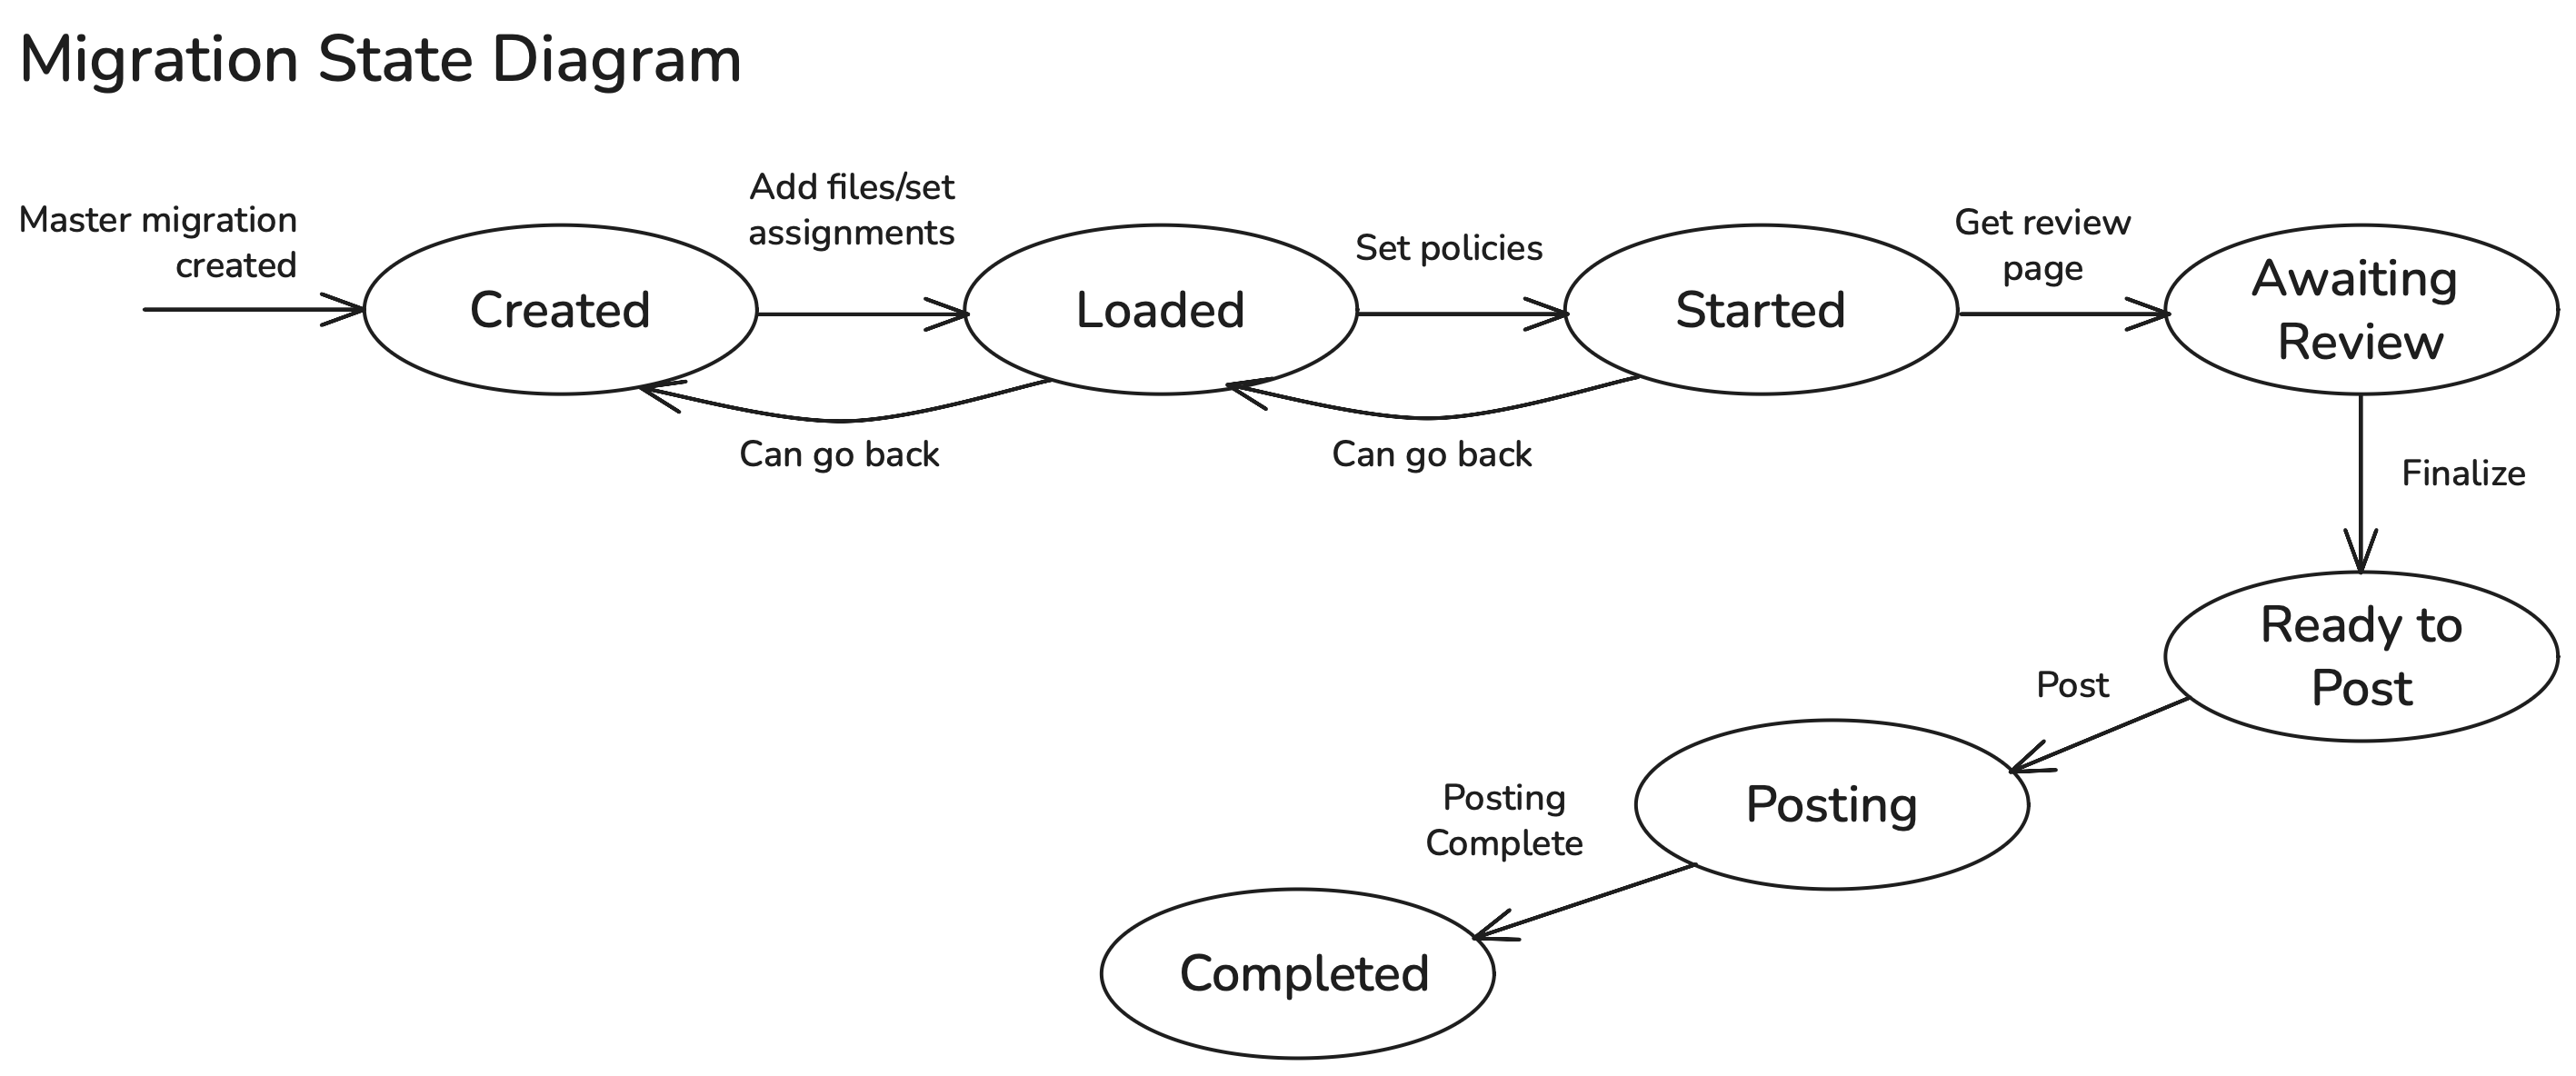 Migration State Diagram
Master migration
created
Created
Add files/set
assignments
Can go back
Loaded
Set policies
Can go back
Started
Get review
page
Awaiting
Review
Finalize
Ready to
Post
Post
Posting
Posting
Complete
Completed